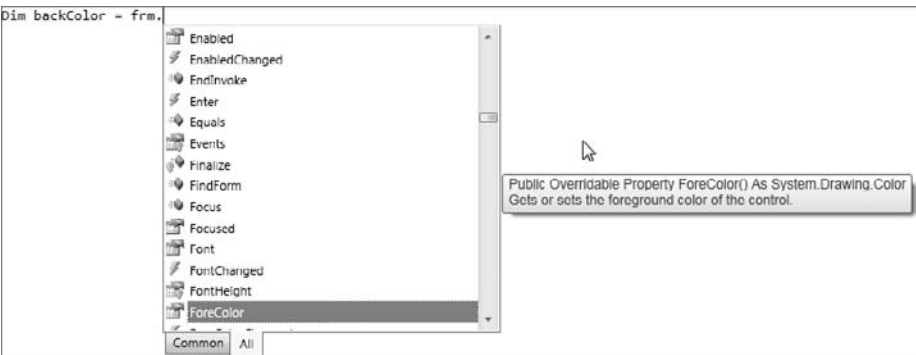 Dim backColor = frm.
Enabled
EnabledChanged
EndInvoke
Enter
Equals
Events
Finalize
FindForm
Focus
Focused
Font
FontChanged
FontHeight
ForeColor
Public Overridable Property ForeColor() As System.Drawing.Color
Gets or sets the foreground color of the control.
Common All